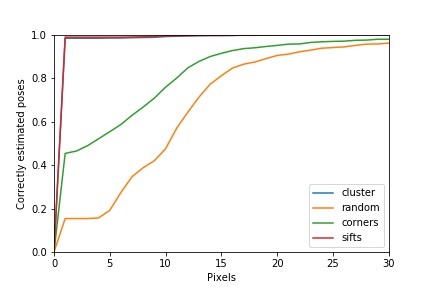 Correctly estimated poses
1.0
0.8
0.6
0.4
0.2
0.0
cluster
random
corners
sifts
0 5 10 15 20 25 30
Pixels